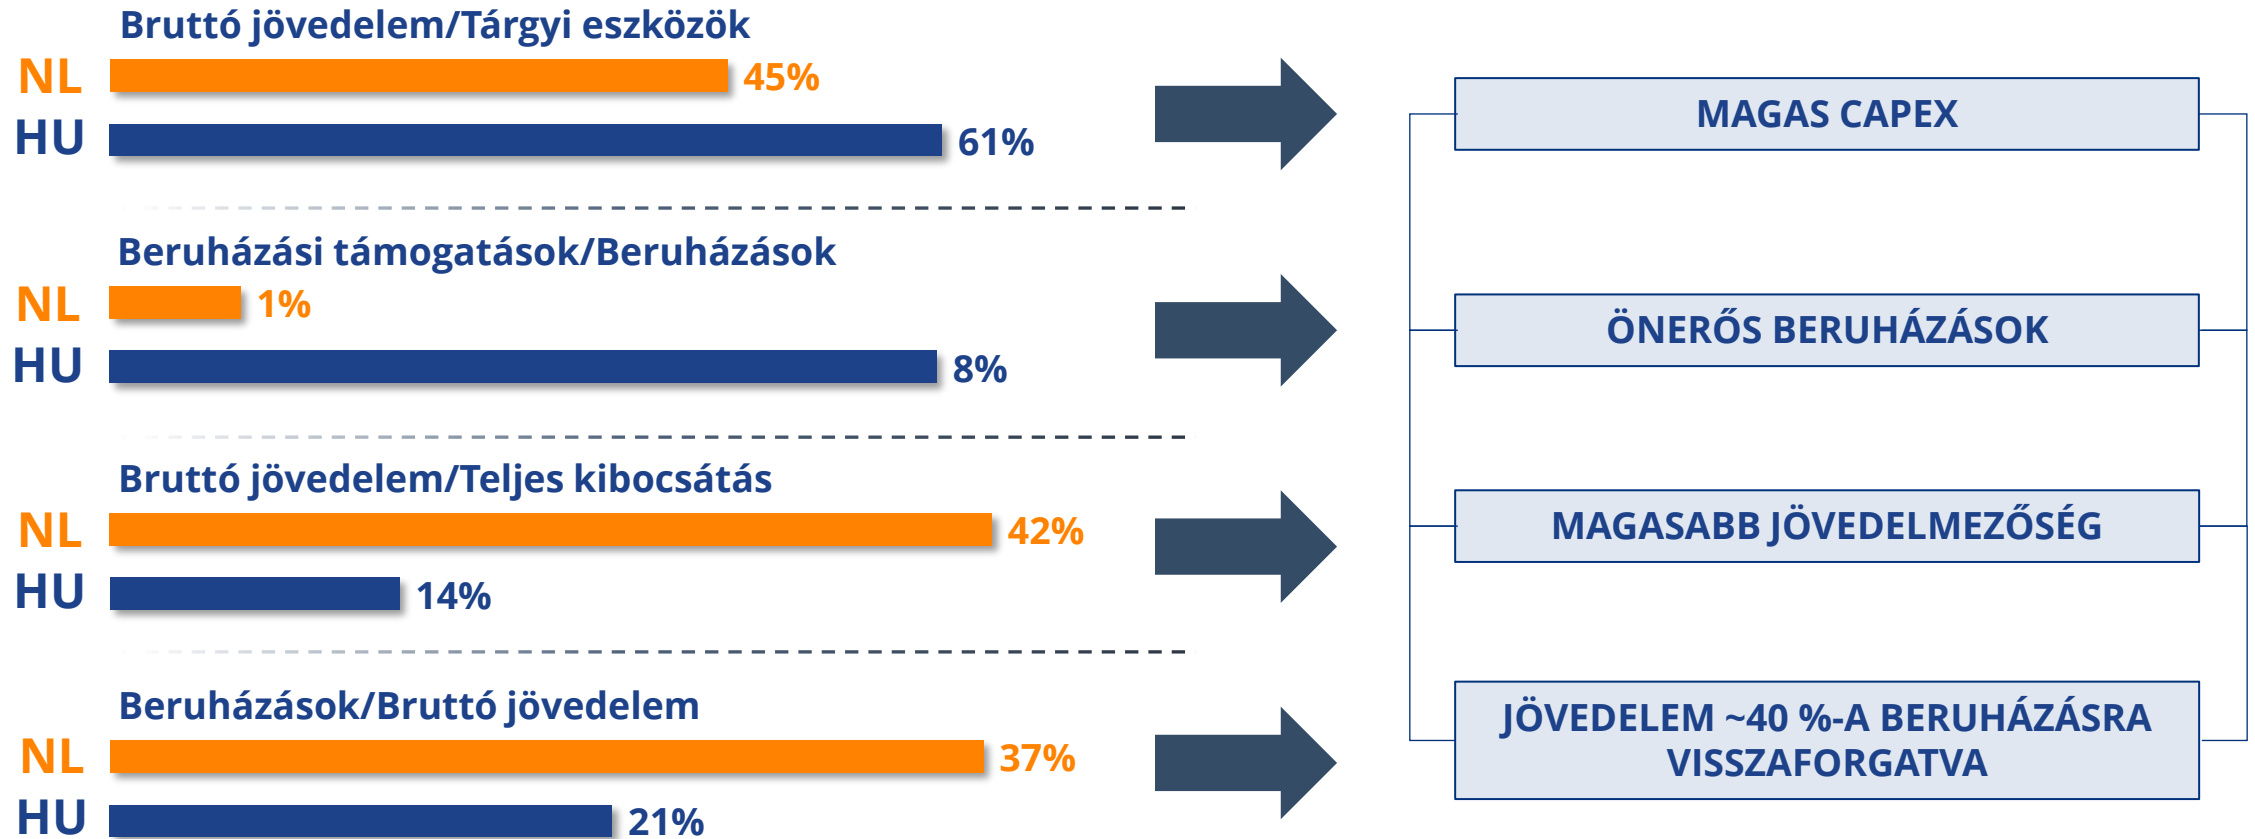 Bruttó jövedelem/Tárgyi eszközök
NL 45%
HU 61%
MAGAS CAPEX
Beruházási támogatások/Beruházások
NL 1%
HU 8%
ÖNERŐS BERUHÁZÁSOK
Bruttó jövedelem/Teljes kibocsátás
NL 42%
HU 14%
MAGASABB JÖVEDELMEZŐSÉG
Beruházások/Bruttó jövedelem
NL 37%
HU 21%
JÖVEDELEM ~40 %-A BERUHÁZÁSRA
VISSZAFORGATVA